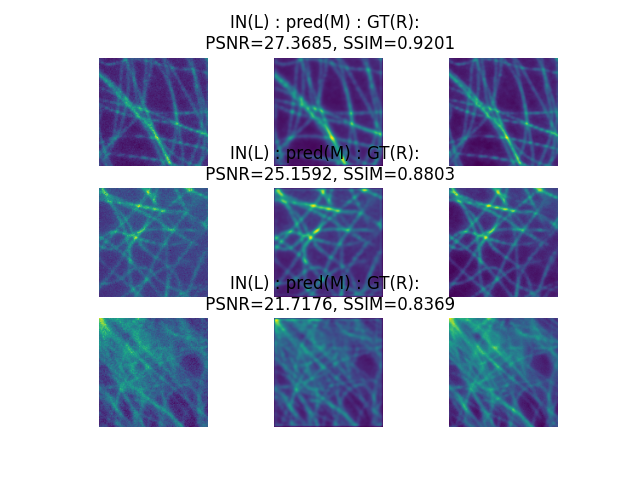 IN(L) : pred(M) : GT(R):
PSNR=27.3685, SSIM=0.9201
IN(L) : pred(M) : GT(R):
PSNR=25.1592, SSIM=0.8803
IN(L) : pred(M) : GT(R):
PSNR=21.7176, SSIM=0.8369